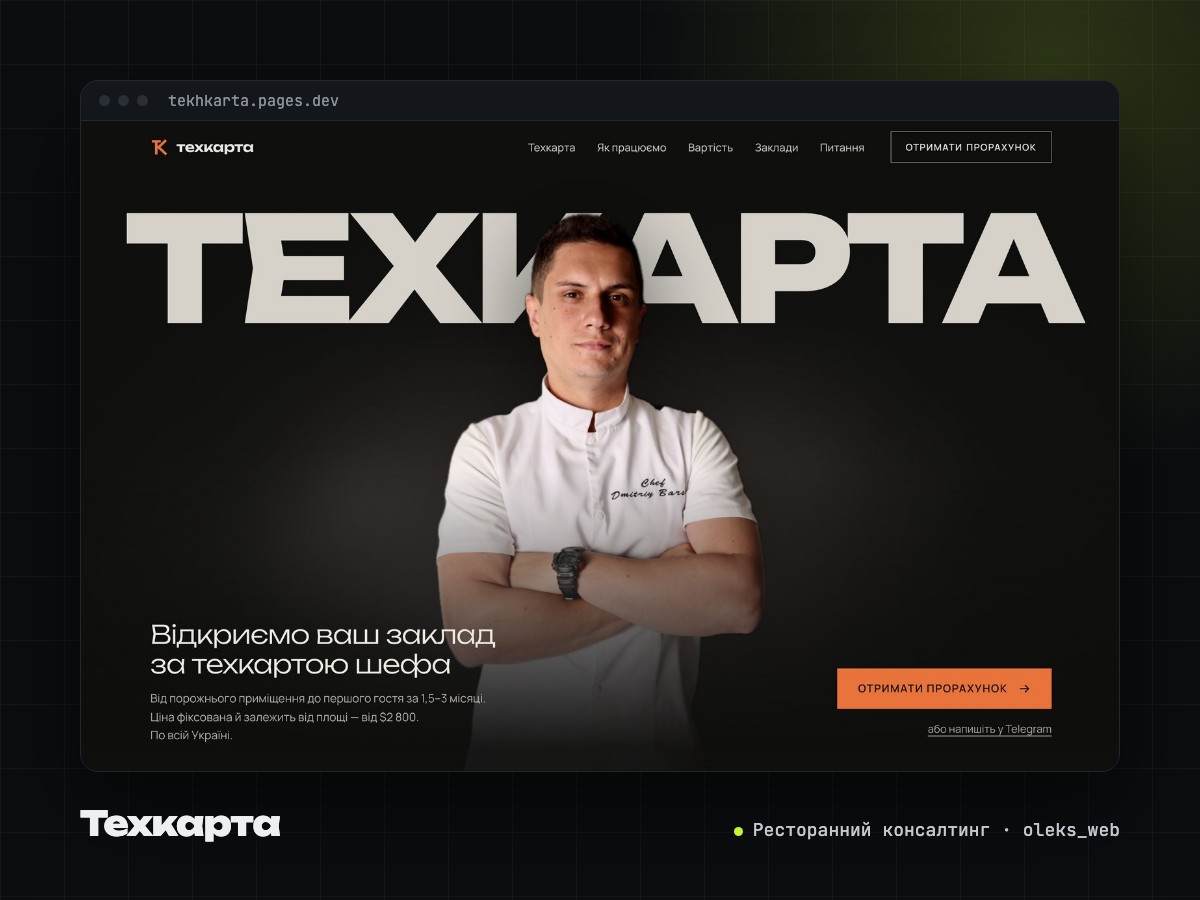 tekhkarta.pages.dev
техкарта
Техкарта Як працюємо Вартість Заклади Питання ОТРИМАТИ ПРОРАХУНОК
ТЕХКАРТА
Chef
Dmitriy
Відкриємо ваш заклад
за техкартою шефа
Від порожнього приміщення до першого гостя за 1,5–3 місяці.
Ціна фіксована й залежить від площі — від $2 800.
По всій Україні.
ОТРИМАТИ ПРОРАХУНОК →
або напишіть у Telegram
Техкарта
Ресторанний консалтинг · oleks_web